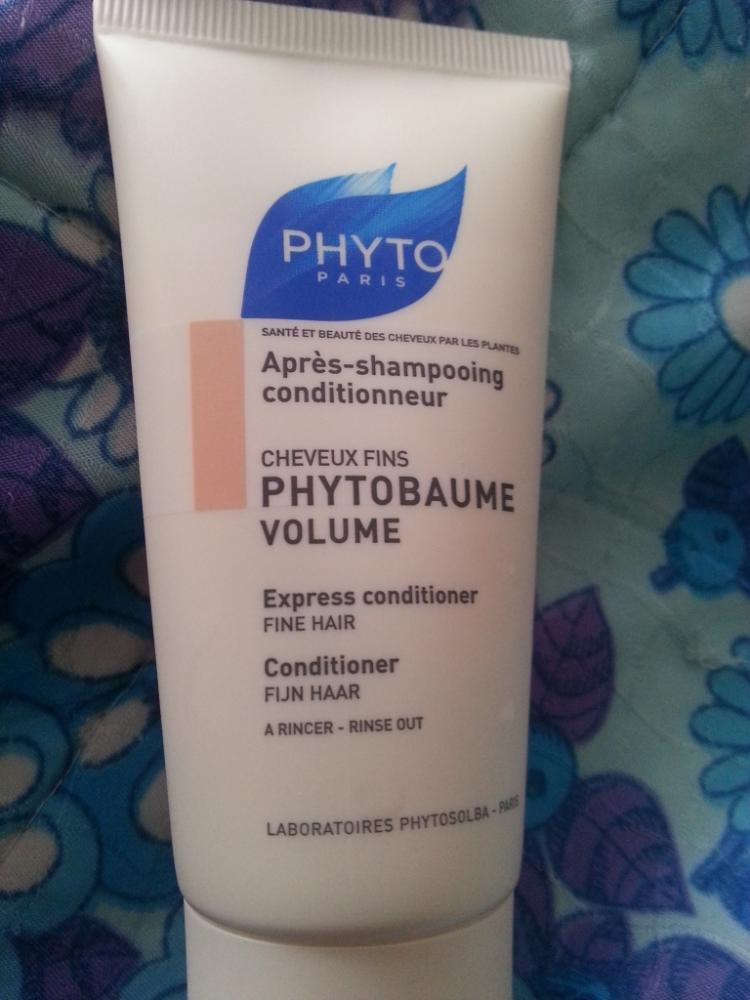 PHYTO
PARIS
SANTÉ ET BEAUTÉ DES CHEVEUX PAR LES PLANTES
Après-shampooing
conditionneur
CHEVEUX FINS
PHYTOBAUME
VOLUME
Express conditioner
FINE HAIR
Conditioner
FIJN HAAR
A RINCER - RINSE OUT
LABORATOIRES PHYTOSOLBA - PARIS